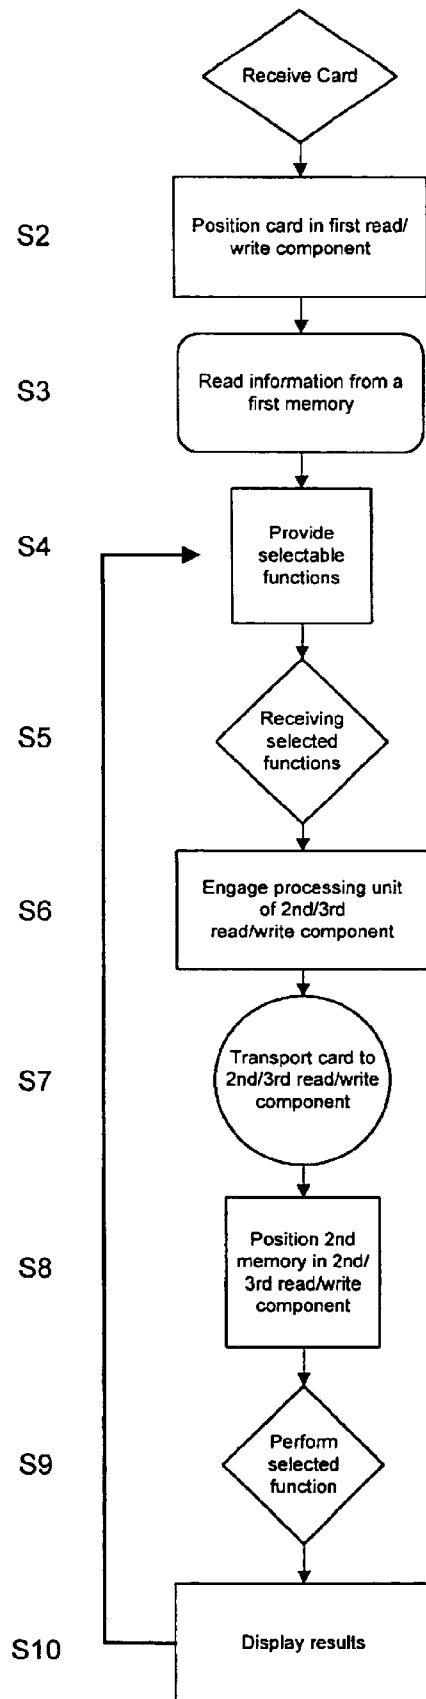 Receive Card
S2
Position card in first read/
write component
S3
Read information from a
first memory
S4
Provide
selectable
functions
S5
Receiving
selected
functions
S6
Engage processing unit
of 2nd/3rd
read/write component
S7
Transport card to
2nd/3rd read/write
component
S8
Position 2nd
memory in 2nd/
3rd read/write
component
S9
Perform
selected
function
S10
Display results